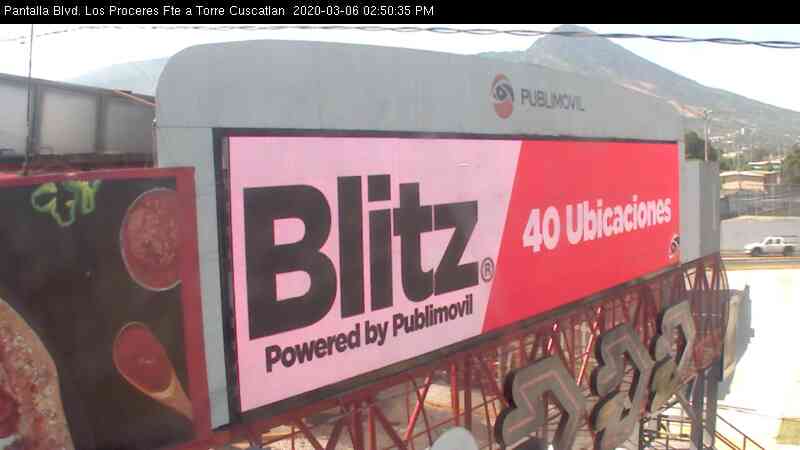 Pantalla Blvd. Los Proceres Fte a Torre Cuscatlan 2020-03-06 02:50:35 PM
PUBLIMOVIL
Blitz®
Powered by Publimovil
40 Ubicaciones